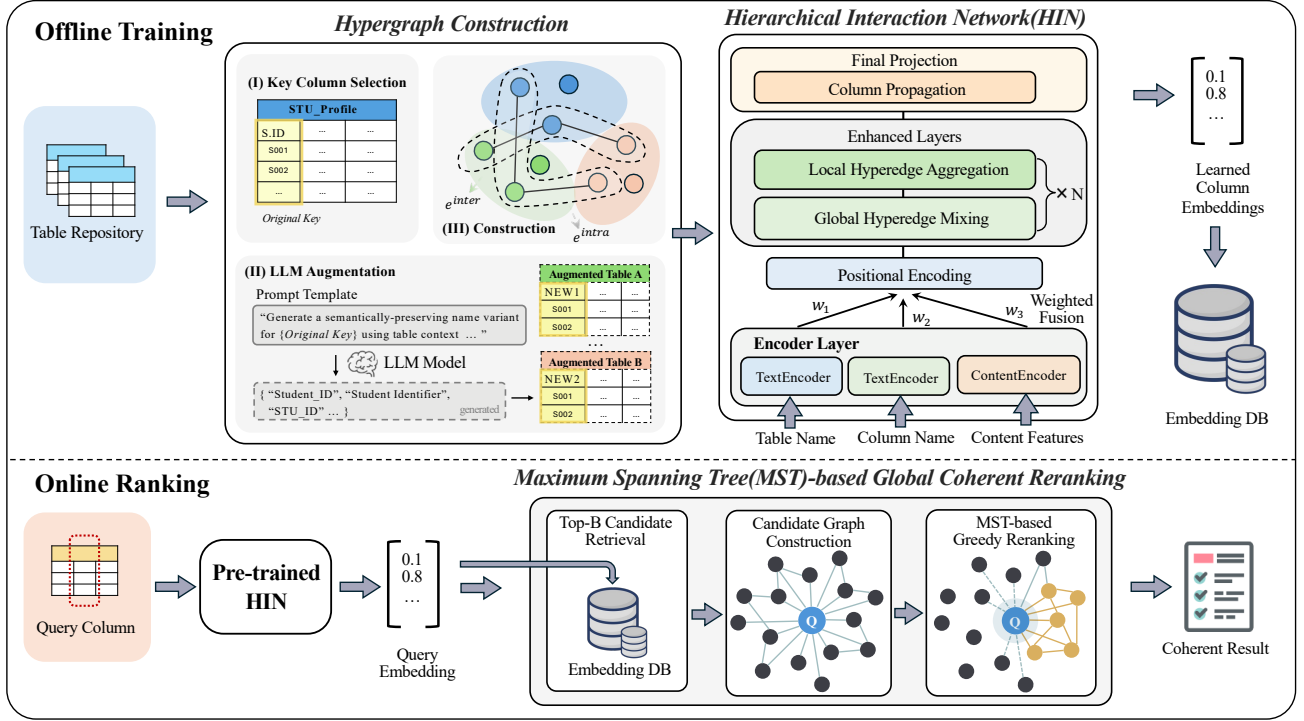 Offline Training
Hypergraph Construction
Hierarchical Interaction Network(HIN)
Table Repository
(I) Key Column Selection
STU_Profile
S.ID ... ...
S001 ... ...
S002 ... ...
... ... ...
Original Key
e^inter
(III) Construction
e^intra
(II) LLM Augmentation
Prompt Template
“Generate a semantically-preserving name variant
for {Original Key} using table context … ”
LLM Model
{ “Student_ID”, “Student Identifier”,
“STU_ID” … }
generated
Augmented Table A
NEW1 ... ...
S001 ... ...
S002 ... ...
...
Augmented Table B
NEW2 ... ...
S001 ... ...
S002 ... ...
Final Projection
Column Propagation
Enhanced Layers
Local Hyperedge Aggregation
Global Hyperedge Mixing
× N
Positional Encoding
w1
w2
w3
Weighted
Fusion
Encoder Layer
TextEncoder
TextEncoder
ContentEncoder
Table Name
Column Name
Content Features
0.1
0.8
...
Learned
Column
Embeddings
Embedding DB
Online Ranking
Maximum Spanning Tree(MST)-based Global Coherent Reranking
Query Column
Pre-trained
HIN
0.1
0.8
...
Query
Embedding
Top-B Candidate
Retrieval
Embedding DB
Candidate Graph
Construction
Q
MST-based
Greedy Reranking
Q
Coherent Result